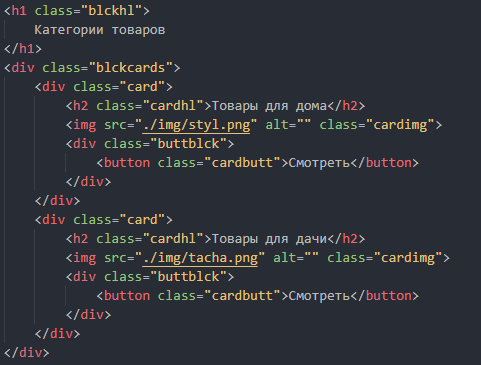 <h1 class="blckhl">
    Категории товаров
</h1>
<div class="blckcards">
    <div class="card">
        <h2 class="cardhl">Товары для дома</h2>
        <img src="./img/styl.png" alt="" class="cardimg">
        <div class="buttblck">
            <button class="cardbutt">Смотреть</button>
        </div>
    </div>
    <div class="card">
        <h2 class="cardhl">Товары для дачи</h2>
        <img src="./img/tacha.png" alt="" class="cardimg">
        <div class="buttblck">
            <button class="cardbutt">Смотреть</button>
        </div>
    </div>
</div>